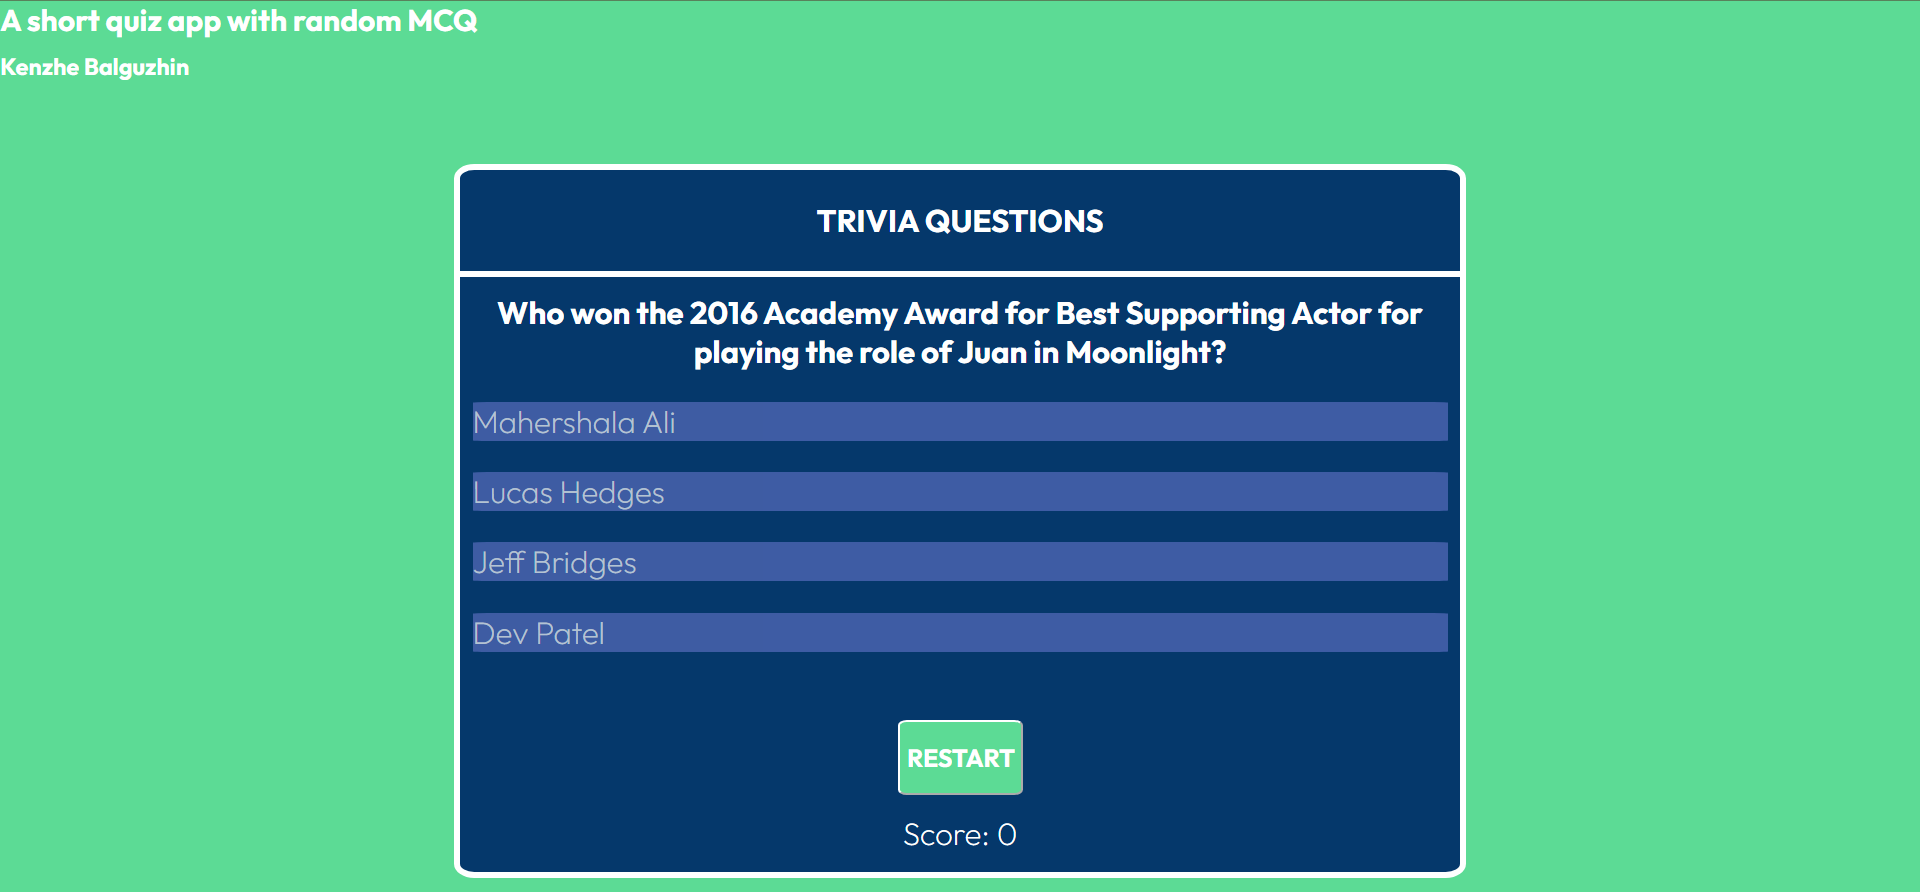 A short quiz app with random MCQ
Kenzhe Balguzhin
TRIVIA QUESTIONS
Who won the 2016 Academy Award for Best Supporting Actor for
playing the role of Juan in Moonlight?
Mahershala Ali
Lucas Hedges
Jeff Bridges
Dev Patel
RESTART
Score: 0